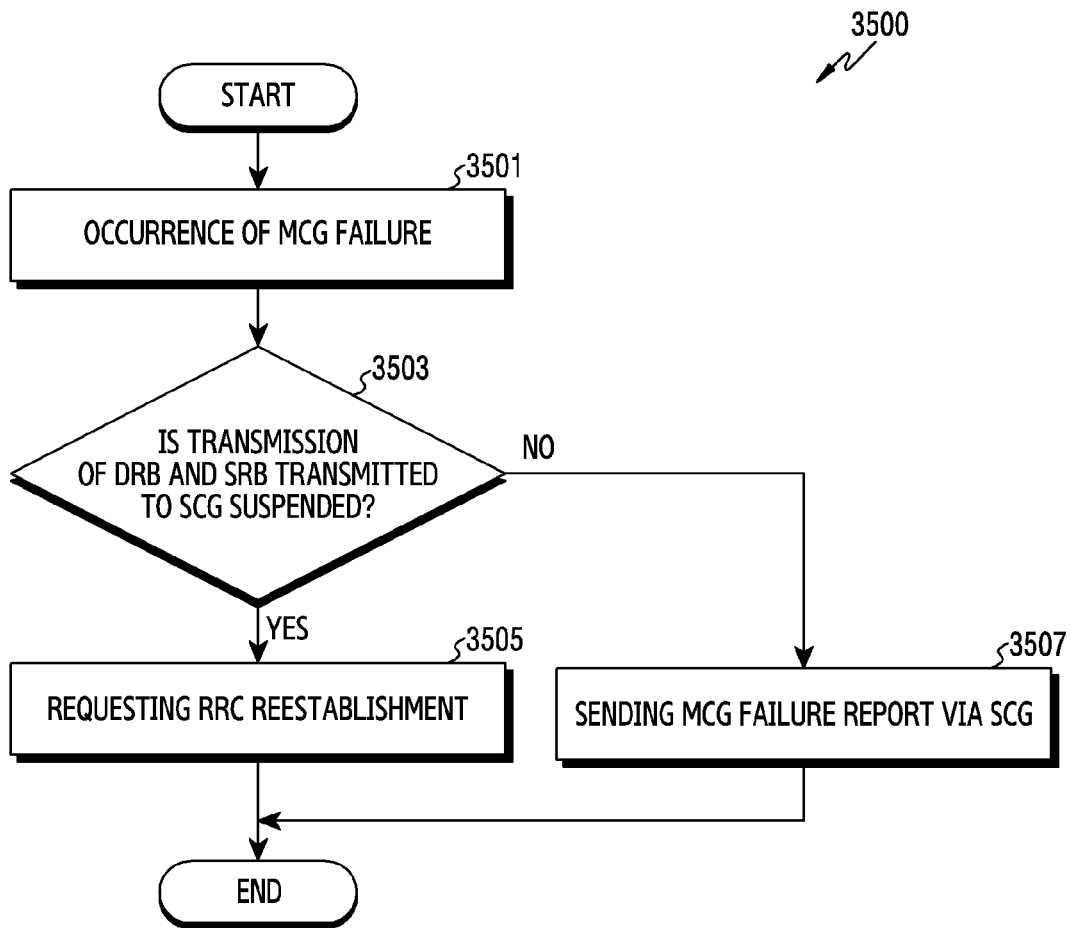 3500
START
3501
OCCURRENCE OF MCG FAILURE
3503
IS TRANSMISSION
OF DRB AND SRB TRANSMITTED
TO SCG SUSPENDED?
NO
YES
3505
REQUESTING RRC REESTABLISHMENT
3507
SENDING MCG FAILURE REPORT VIA SCG
END